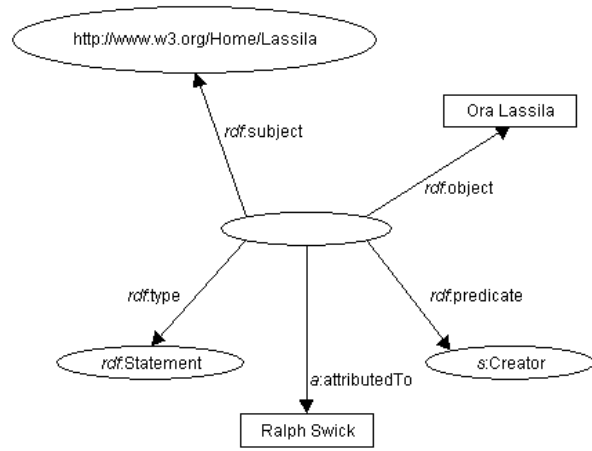 http://www.w3.org/Home/Lassila
Ora Lassila
rdf:subject
rdf:object
rdf:type
rdf:predicate
rdf:Statement
s:Creator
a:attributedTo
Ralph Swick